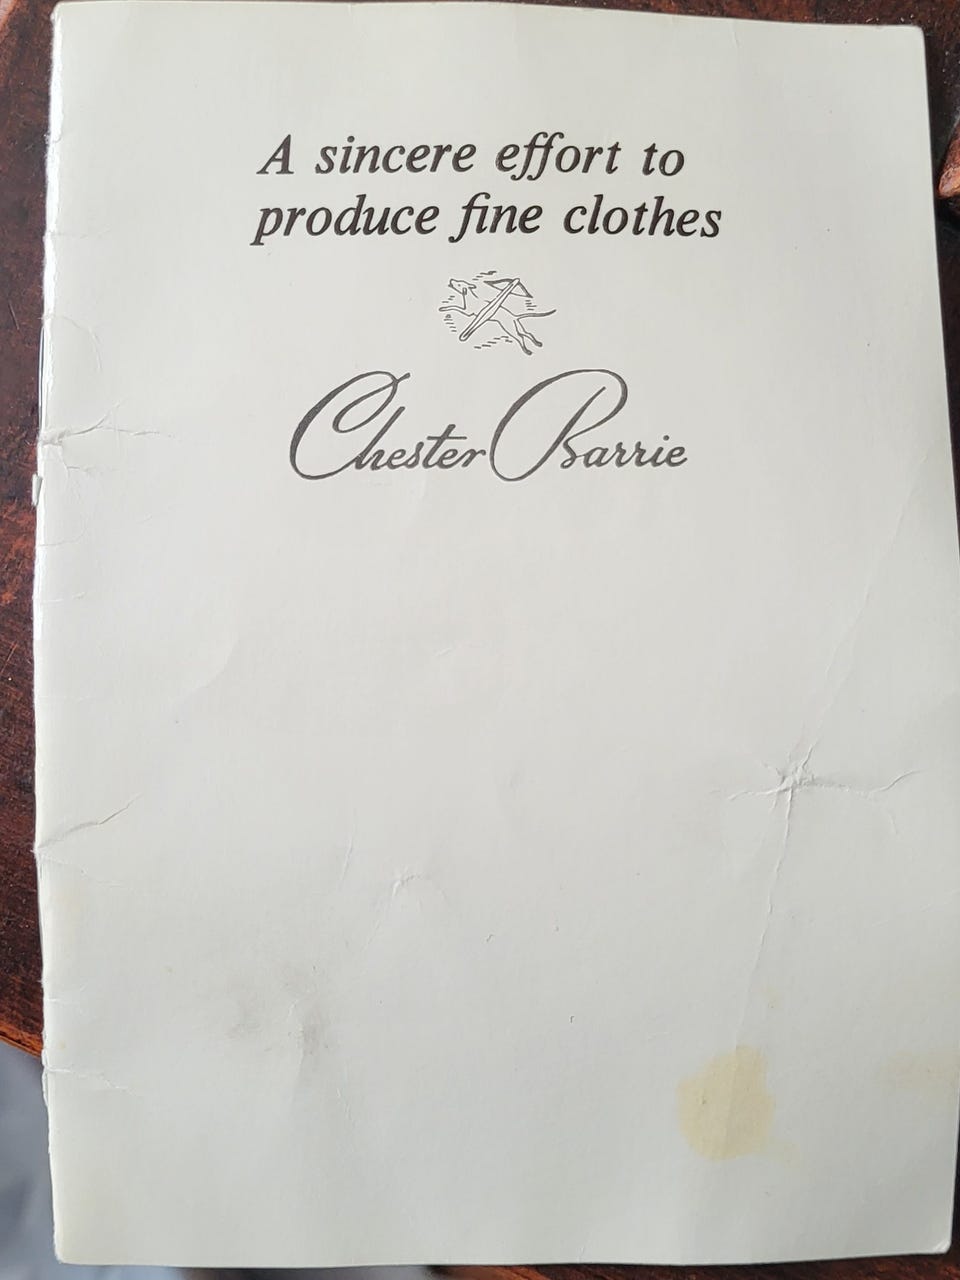 A sincere effort to
produce fine clothes
Chester Barrie